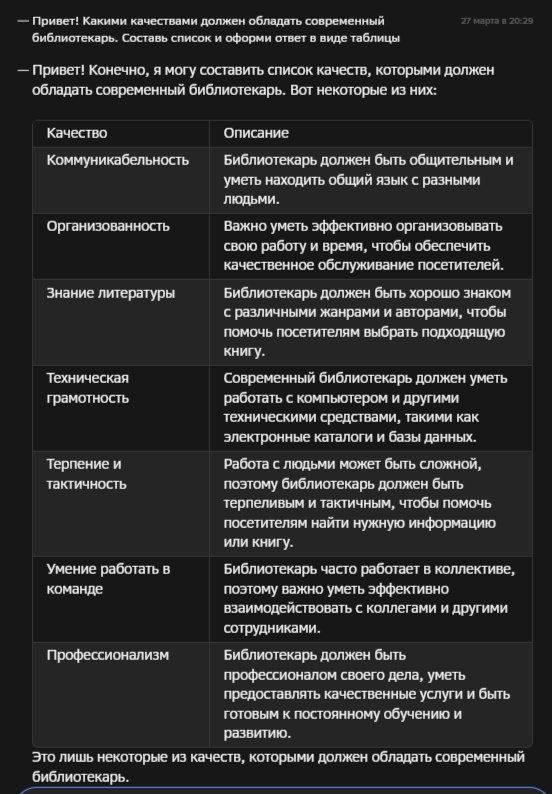 — Привет! Какими качествами должен обладать современный
27 марта в 20:29
библиотекарь. Составь список и оформи ответ в виде таблицы
— Привет! Конечно, я могу составить список качеств, которыми должен
обладать современный библиотекарь. Вот некоторые из них:
Качество
Описание
Коммуникабельность
Библиотекарь должен быть общительным и
уметь находить общий язык с разными
людьми.
Организованность
Важно уметь эффективно организовывать
свою работу и время, чтобы обеспечить
качественное обслуживание посетителей.
Знание литературы
Библиотекарь должен быть хорошо знаком
с различными жанрами и авторами, чтобы
помочь посетителям выбрать подходящую
книгу.
Техническая
грамотность
Современный библиотекарь должен уметь
работать с компьютером и другими
техническими средствами, такими как
электронные каталоги и базы данных.
Терпение и
тактичность
Работа с людьми может быть сложной,
поэтому библиотекарь должен быть
терпеливым и тактичным, чтобы помочь
посетителям найти нужную информацию
или книгу.
Умение работать в
команде
Библиотекарь часто работает в коллективе,
поэтому важно уметь эффективно
взаимодействовать с коллегами и другими
сотрудниками.
Профессионализм
Библиотекарь должен быть
профессионалом своего дела, уметь
предоставлять качественные услуги и быть
готовым к постоянному обучению и
развитию.
Это лишь некоторые из качеств, которыми должен обладать современный
библиотекарь.